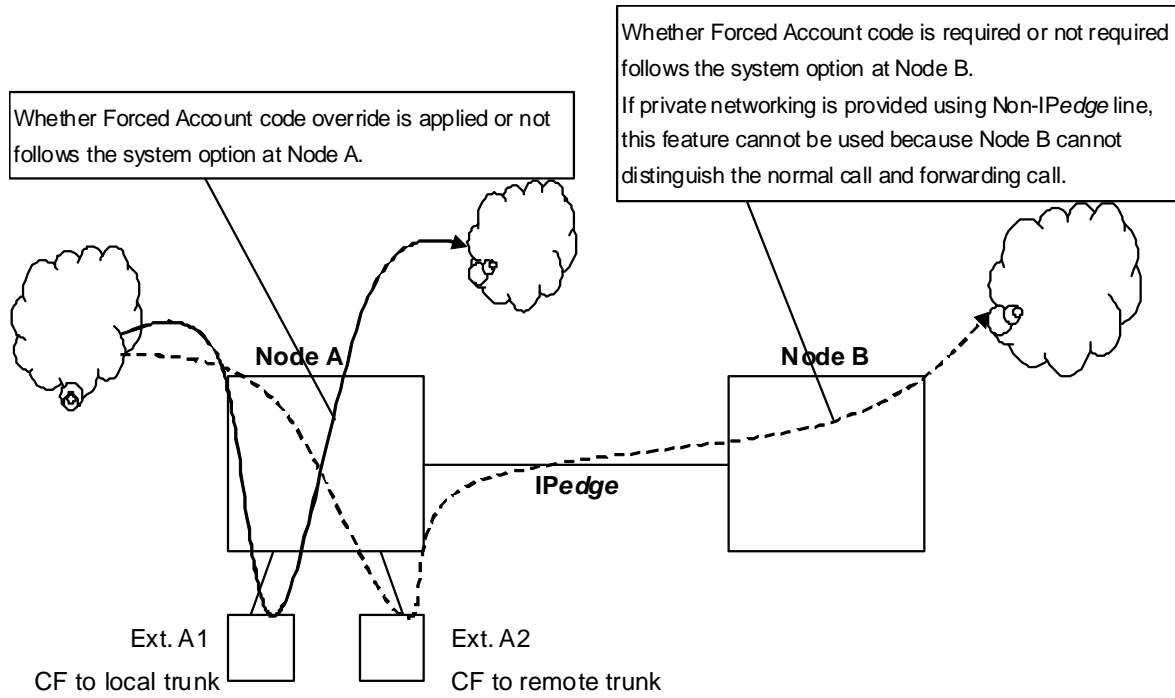 Whether Forced Account code is required or not required
follows the system option at Node B.
If private networking is provided using Non-IPedge line,
this feature cannot be used because Node B cannot
distinguish the normal call and forwarding call.
Whether Forced Account code override is applied or not
follows the system option at Node A.
Node A
Node B
IPedge
Ext. A1
CF to local trunk
Ext. A2
CF to remote trunk